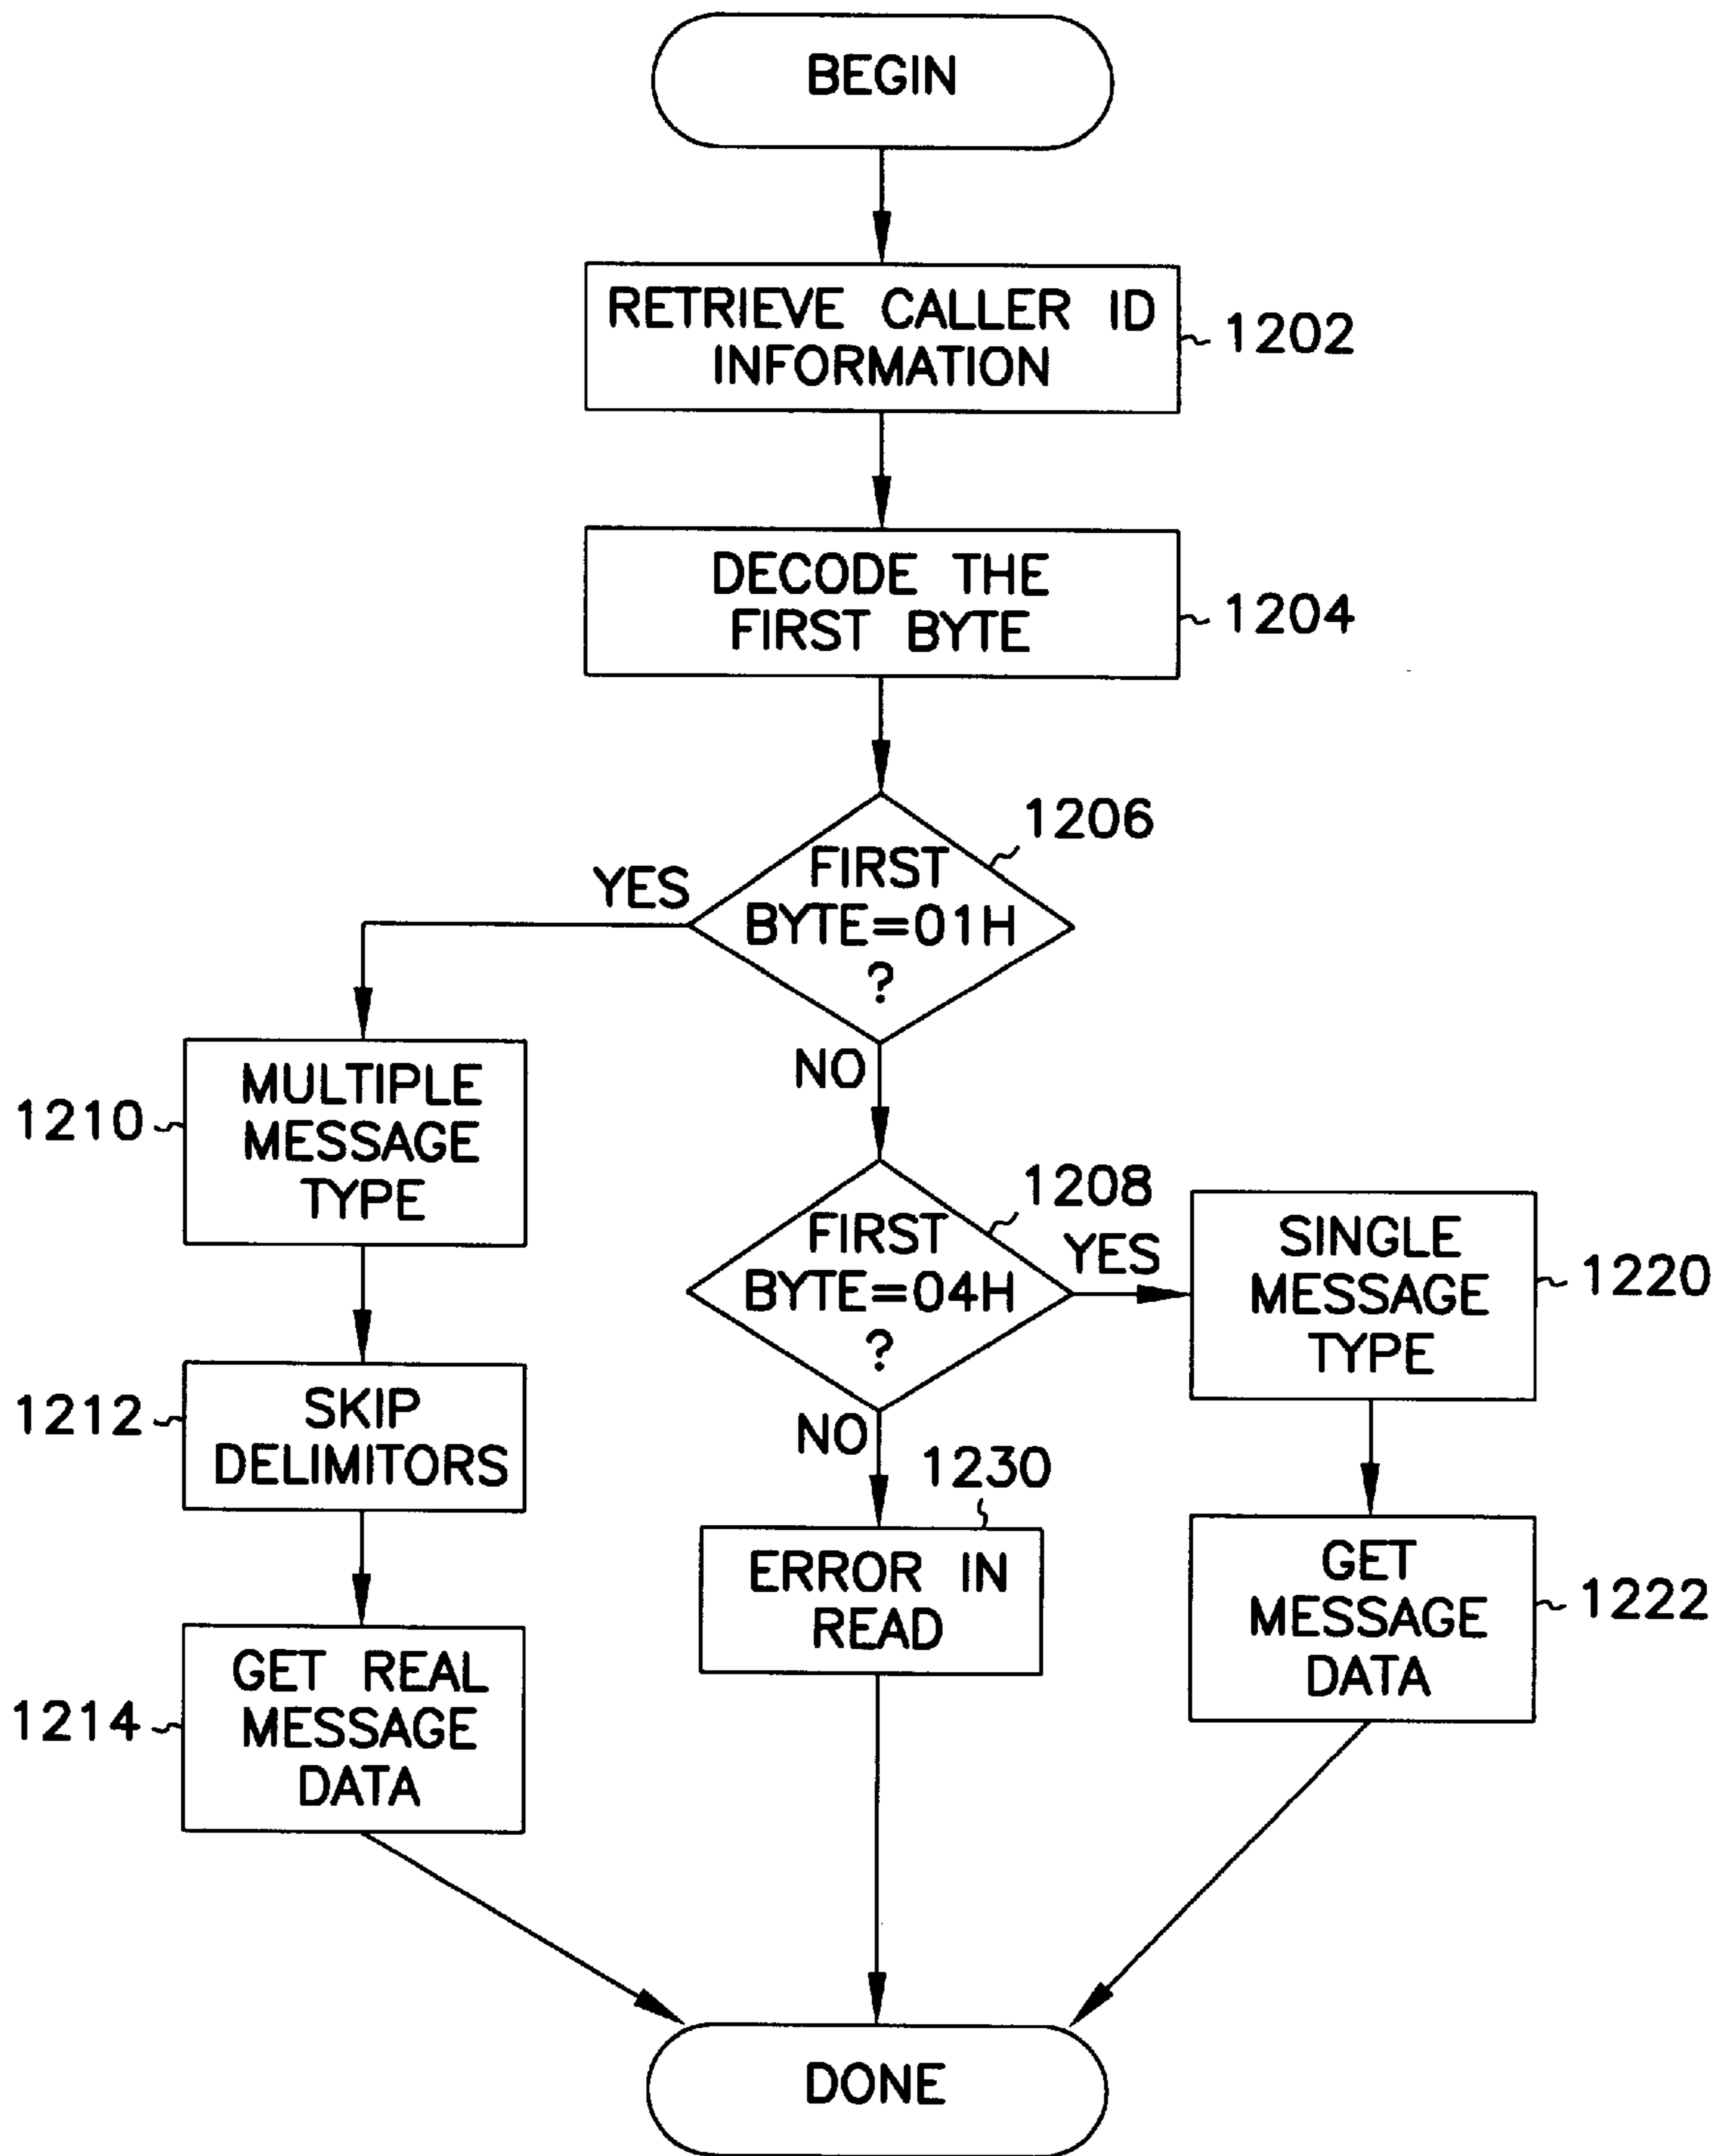 BEGIN
RETRIEVE CALLER ID
INFORMATION
1202
DECODE THE
FIRST BYTE
1204
1206
FIRST
BYTE=01H
?
YES
NO
MULTIPLE
MESSAGE
TYPE
1210
1208
FIRST
BYTE=04H
?
YES
NO
SINGLE
MESSAGE
TYPE
1220
SKIP
DELIMITORS
1212
1230
ERROR IN
READ
GET
MESSAGE
DATA
1222
GET REAL
MESSAGE
DATA
1214
DONE